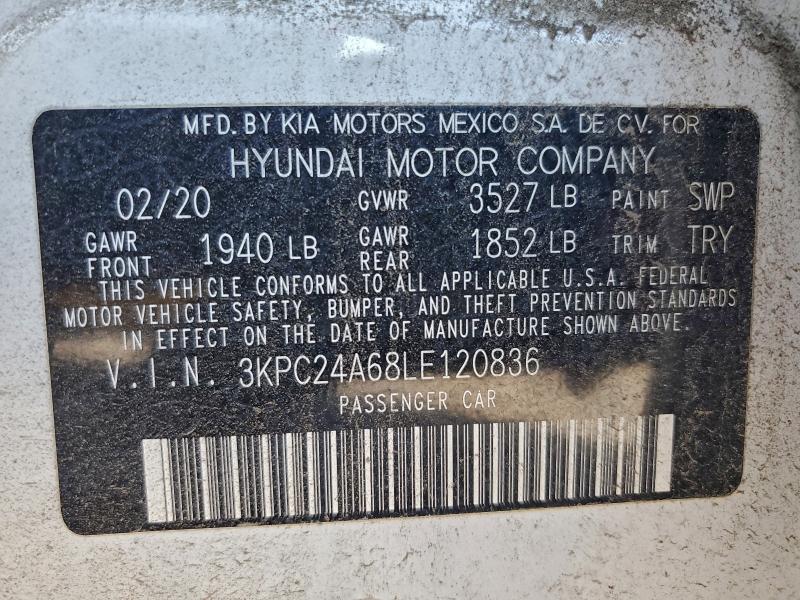 MFD. BY KIA MOTORS MEXICO S.A. DE C.V. FOR
HYUNDAI MOTOR COMPANY
02/20 GVWR 3527 LB PAINT SWP
GAWR FRONT 1940 LB GAWR REAR 1852 LB TRIM TRY
THIS VEHICLE CONFORMS TO ALL APPLICABLE U.S.A. FEDERAL
MOTOR VEHICLE SAFETY, BUMPER, AND THEFT PREVENTION STANDARDS
IN EFFECT ON THE DATE OF MANUFACTURE SHOWN ABOVE.
V.I.N. 3KPC24A68LE120836
PASSENGER CAR